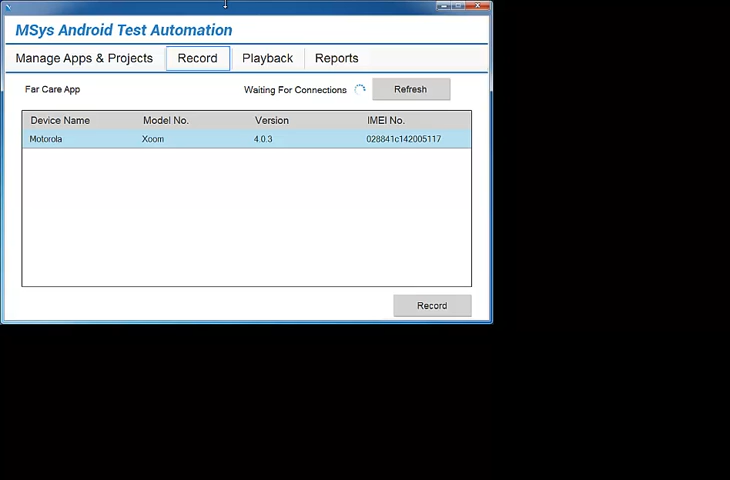 MSys Android Test Automation
Manage Apps & Projects Record Playback Reports
Far Care App Waiting For Connections Refresh
Device Name Model No. Version IMEI No.
Motorola Xoom 4.0.3 028841c142005117
Record